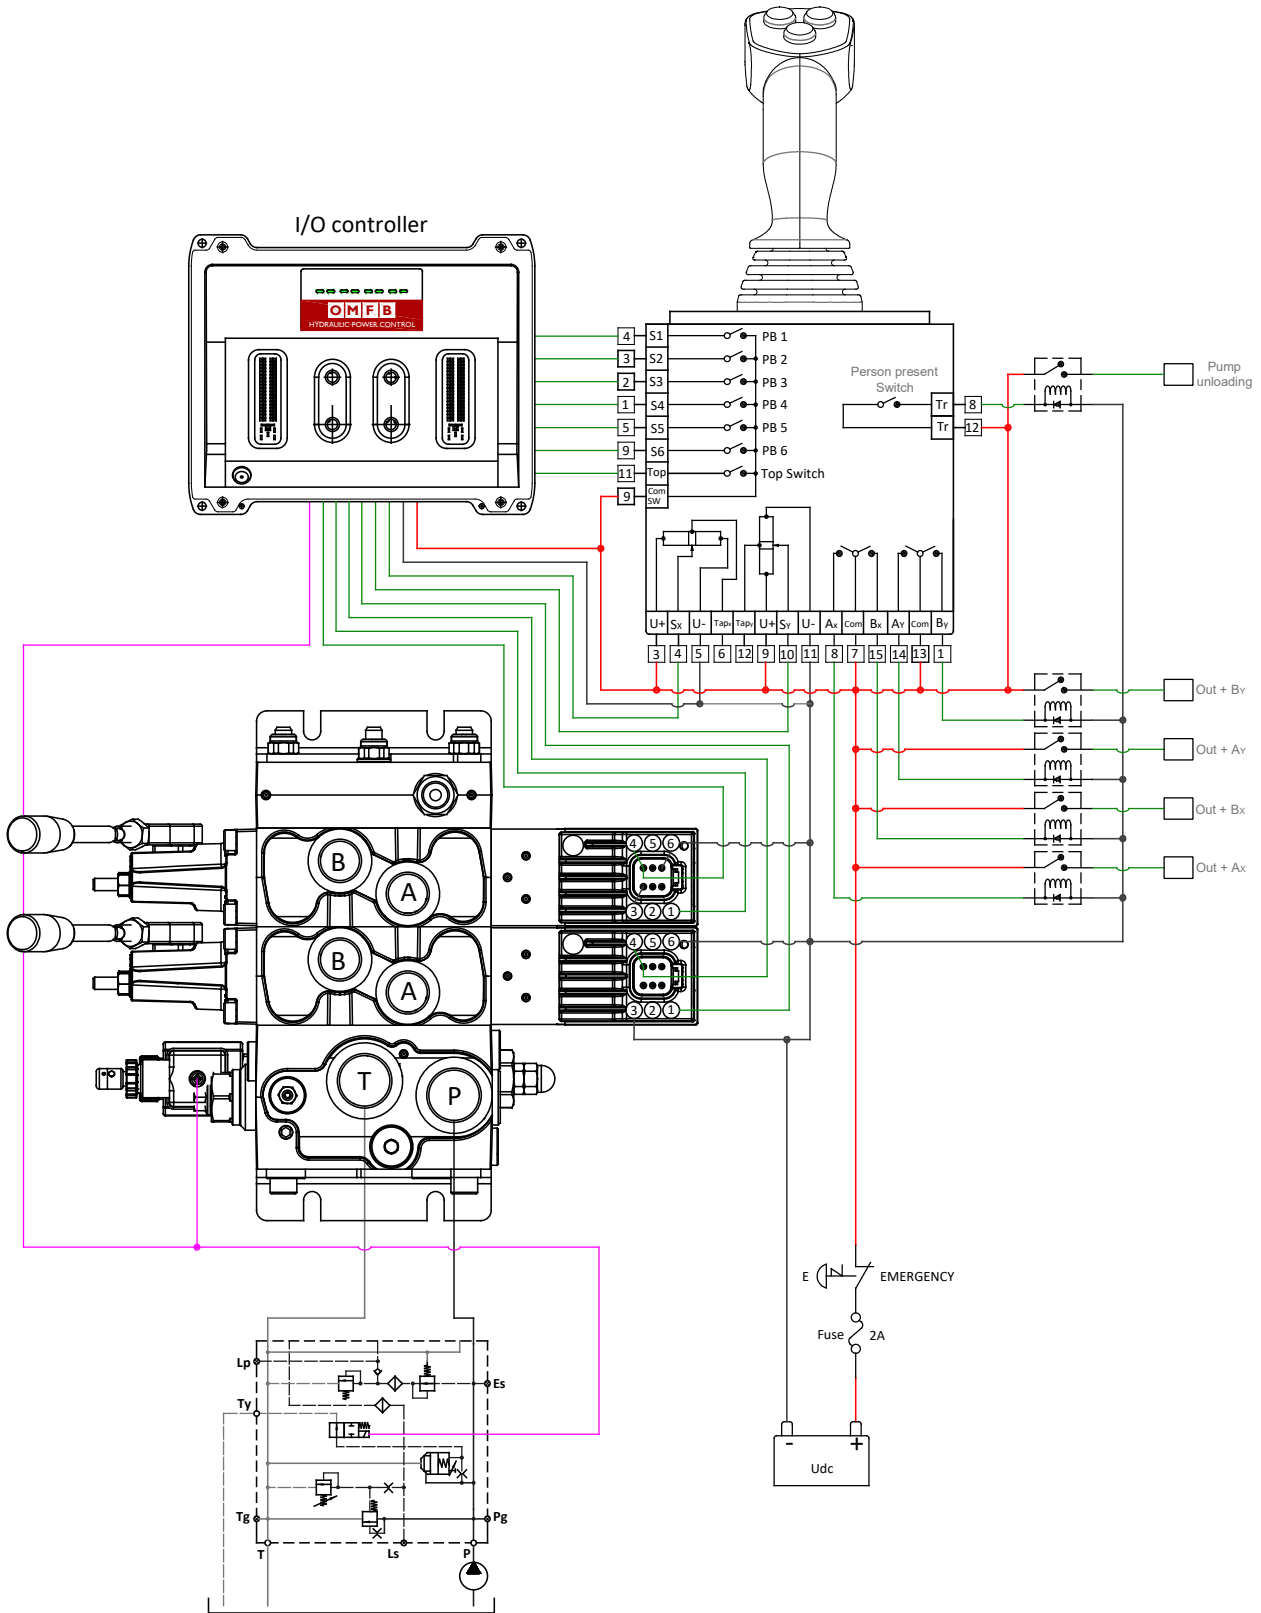 I/O controller
OMFB
HYDRAULIC POWER CONTROL
4 S1 PB 1
3 S2 PB 2
2 S3 PB 3
1 S4 PB 4
5 S5 PB 5
9 S6 PB 6
11 Top Top Switch
9 Com SW
Person present
Switch
Tr 8
Tr 12
Pump
unloading
U+ SX U- TapX TapY U+ SY U- AX Com BX AY Com BY
3 4 5 6 12 9 10 11 8 7 15 14 13 1
Out + BY
Out + AY
Out + BX
Out + AX
B
A
4 5 6
3 2 1
B
A
4 5 6
3 2 1
T
P
E EMERGENCY
Fuse 2A
- +
Udc
Lp
Es
Ty
Tg
Pg
T
Ls
P